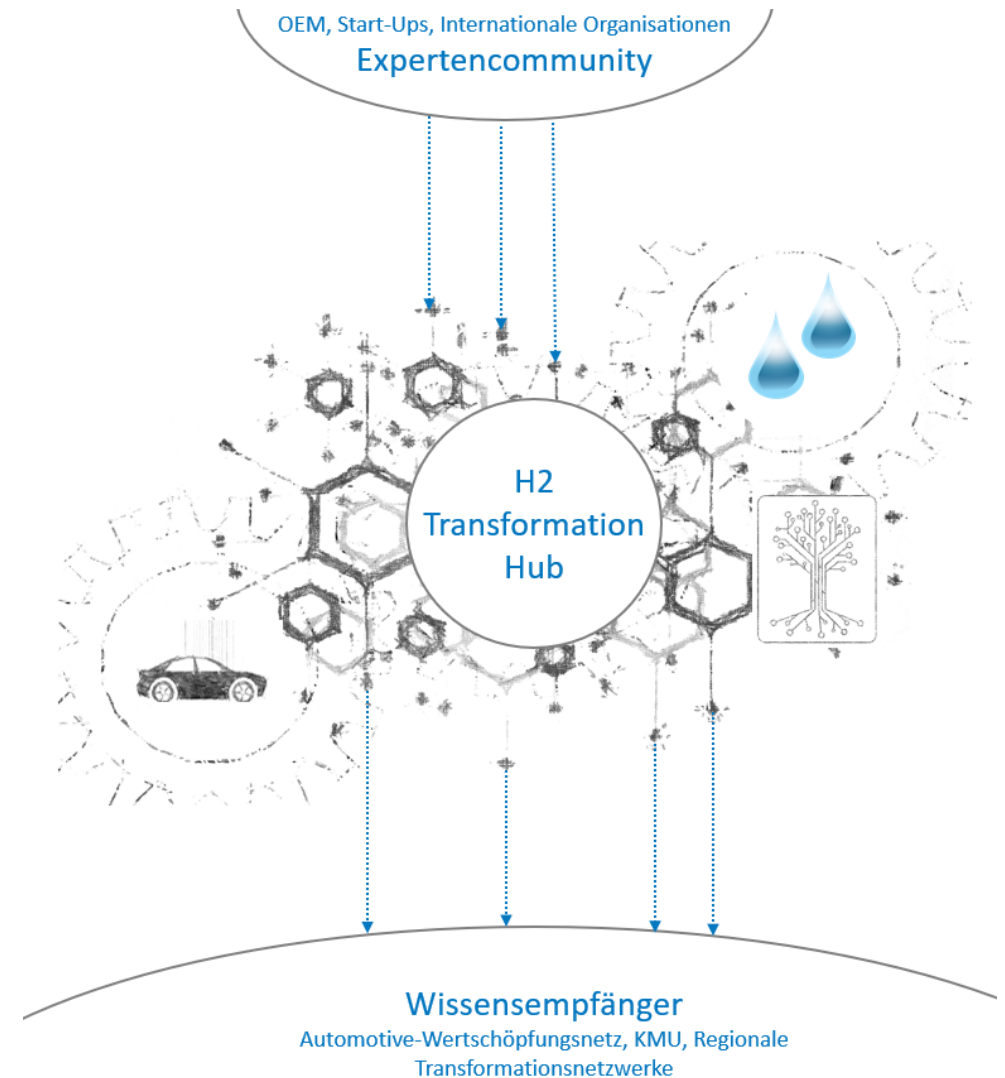 OEM, Start-Ups, Internationale Organisationen
Expertencommunity
H2
Transformation
Hub
Wissensempfänger
Automotive-Wertschöpfungsnetz, KMU, Regionale
Transformationsnetzwerke